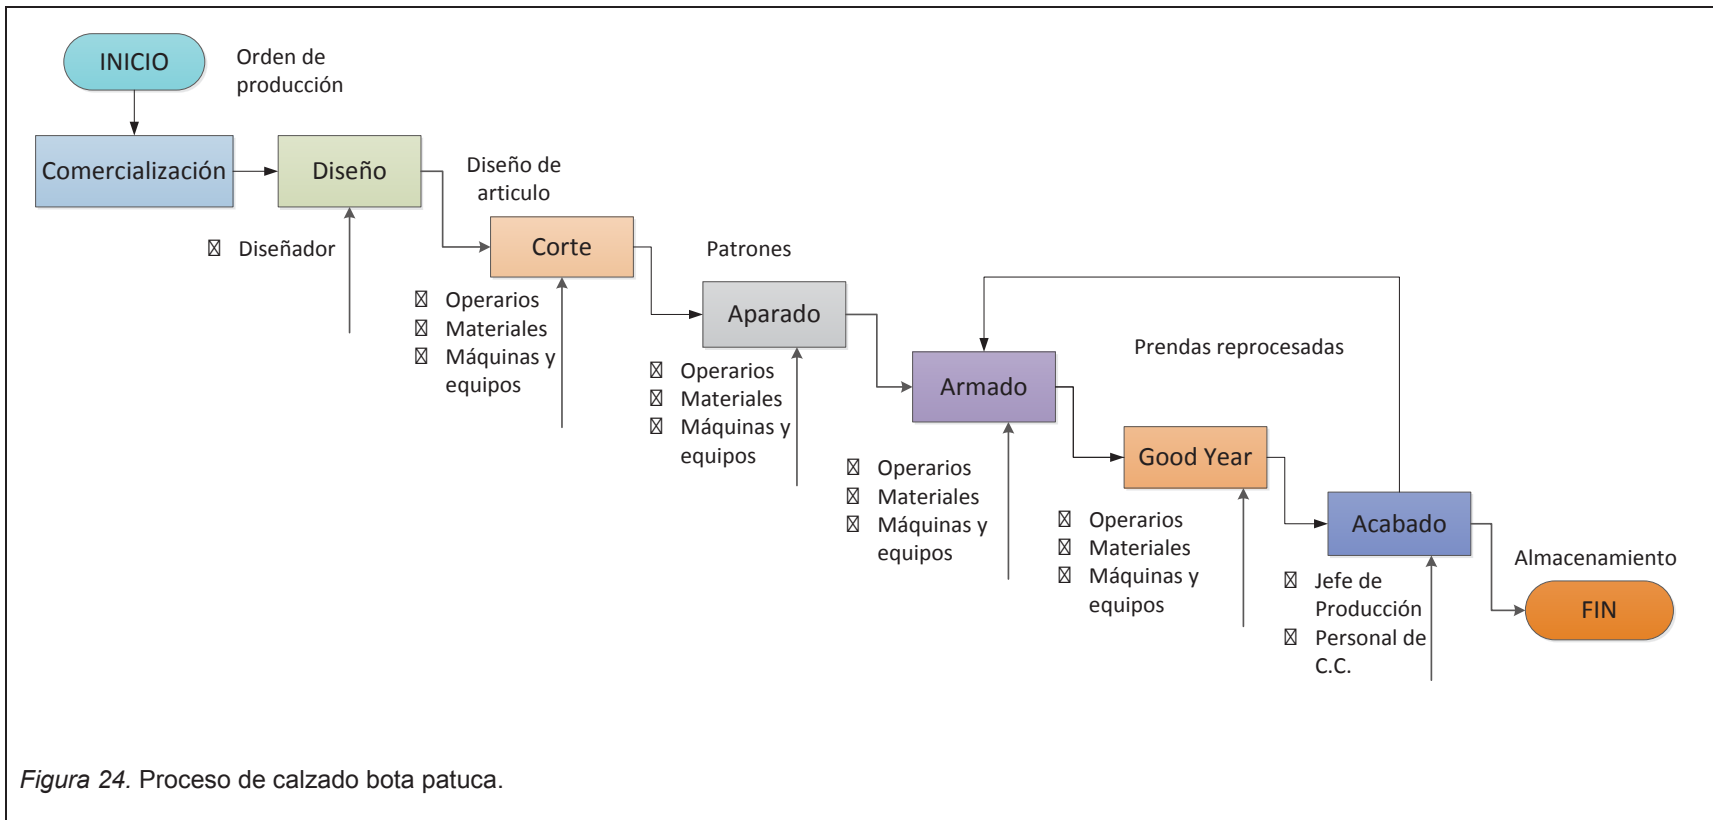 INICIO
Orden de
producción
Comercialización
Diseño
Diseñador
Diseño de
articulo
Corte
Operarios
Materiales
Máquinas y
equipos
Patrones
Aparado
Operarios
Materiales
Máquinas y
equipos
Prendas reprocesadas
Armado
Operarios
Materiales
Máquinas y
equipos
Good Year
Operarios
Materiales
Máquinas y
equipos
Acabado
Jefe de
Producción
Personal de
C.C.
Almacenamiento
FIN
Figura 24. Proceso de calzado bota patuca.